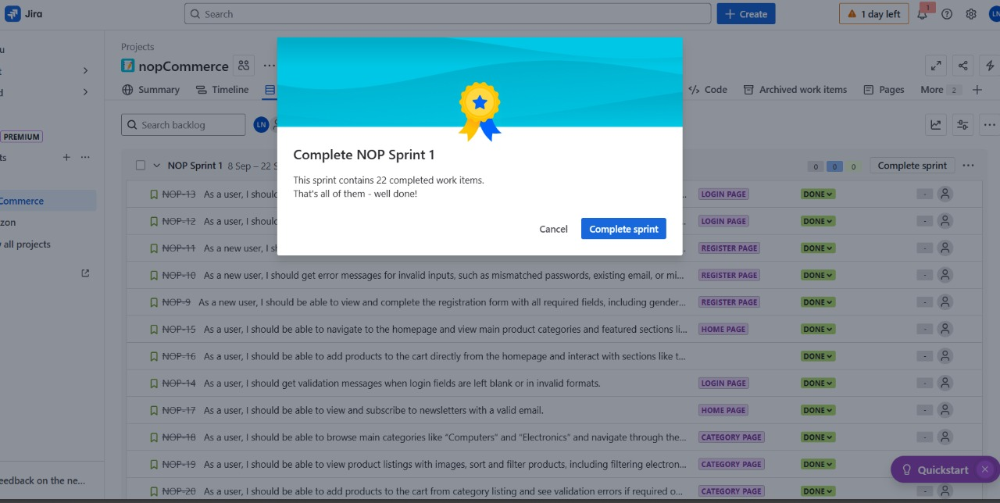 Jira
Search
+ Create
1 day left
1
LN
Projects
nopCommerce
Summary
Timeline
Code
Archived work items
Pages
More 2
PREMIUM
Search backlog
LN
Commerce
all projects
eedback on the ne...
Complete NOP Sprint 1
This sprint contains 22 completed work items.
That's all of them - well done!
Cancel
Complete sprint
NOP Sprint 1 8 Sep – 22 S
0 0 0
Complete sprint
NOP-13 As a user, I shoul LOGIN PAGE DONE -
NOP-12 As a user, I shoul LOGIN PAGE DONE -
NOP-11 As a new user, I sh REGISTER PAGE DONE -
NOP-10 As a new user, I should get error messages for invalid inputs, such as mismatched passwords, existing email, or mi... REGISTER PAGE DONE -
NOP-9 As a new user, I should be able to view and complete the registration form with all required fields, including gender... REGISTER PAGE DONE -
NOP-15 As a user, I should be able to navigate to the homepage and view main product categories and featured sections li... HOME PAGE DONE -
NOP-16 As a user, I should be able to add products to the cart directly from the homepage and interact with sections like t... HOME PAGE DONE -
NOP-14 As a user, I should get validation messages when login fields are left blank or in invalid formats. LOGIN PAGE DONE -
NOP-17 As a user, I should be able to view and subscribe to newsletters with a valid email. HOME PAGE DONE -
NOP-18 As a user, I should be able to browse main categories like “Computers” and “Electronics” and navigate through the... CATEGORY PAGE DONE -
NOP-19 As a user, I should be able to view product listings with images, sort and filter products, including filtering electron... CATEGORY PAGE DONE -
NOP-20 As a user, I should be able to add products to the cart from category listing and see validation errors if required o... CATEGORY PAGE DONE -
Quickstart